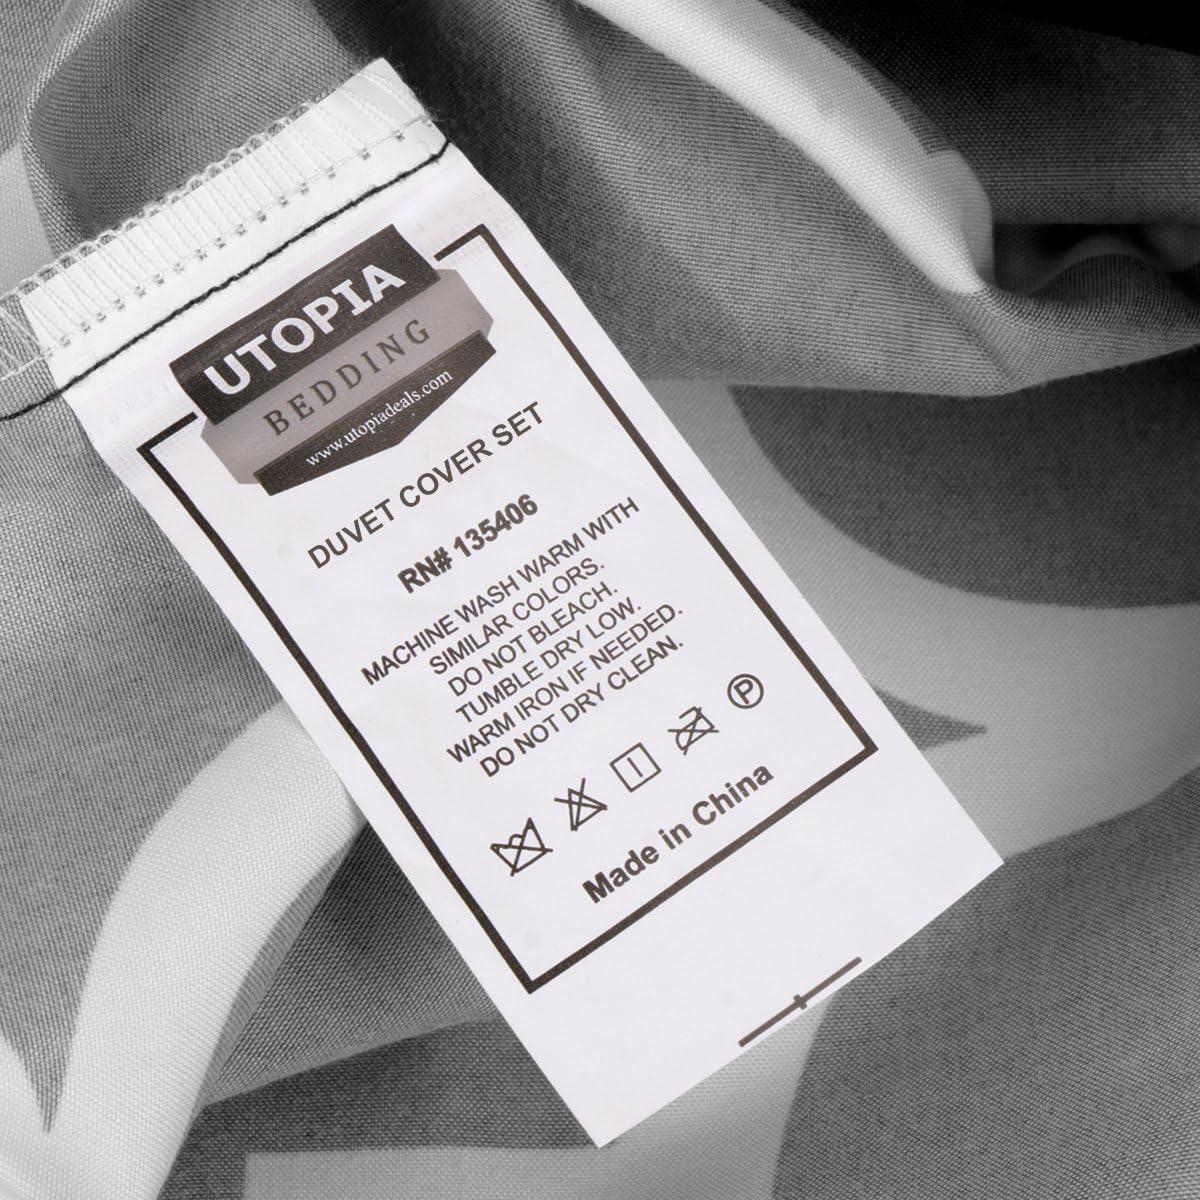 UTOPIA
BEDDING
www.utopiadeals.com
DUVET COVER SET
RN# 135406
MACHINE WASH WARM WITH
SIMILAR COLORS.
DO NOT BLEACH.
TUMBLE DRY LOW.
WARM IRON IF NEEDED.
DO NOT DRY CLEAN.
P
Made in China